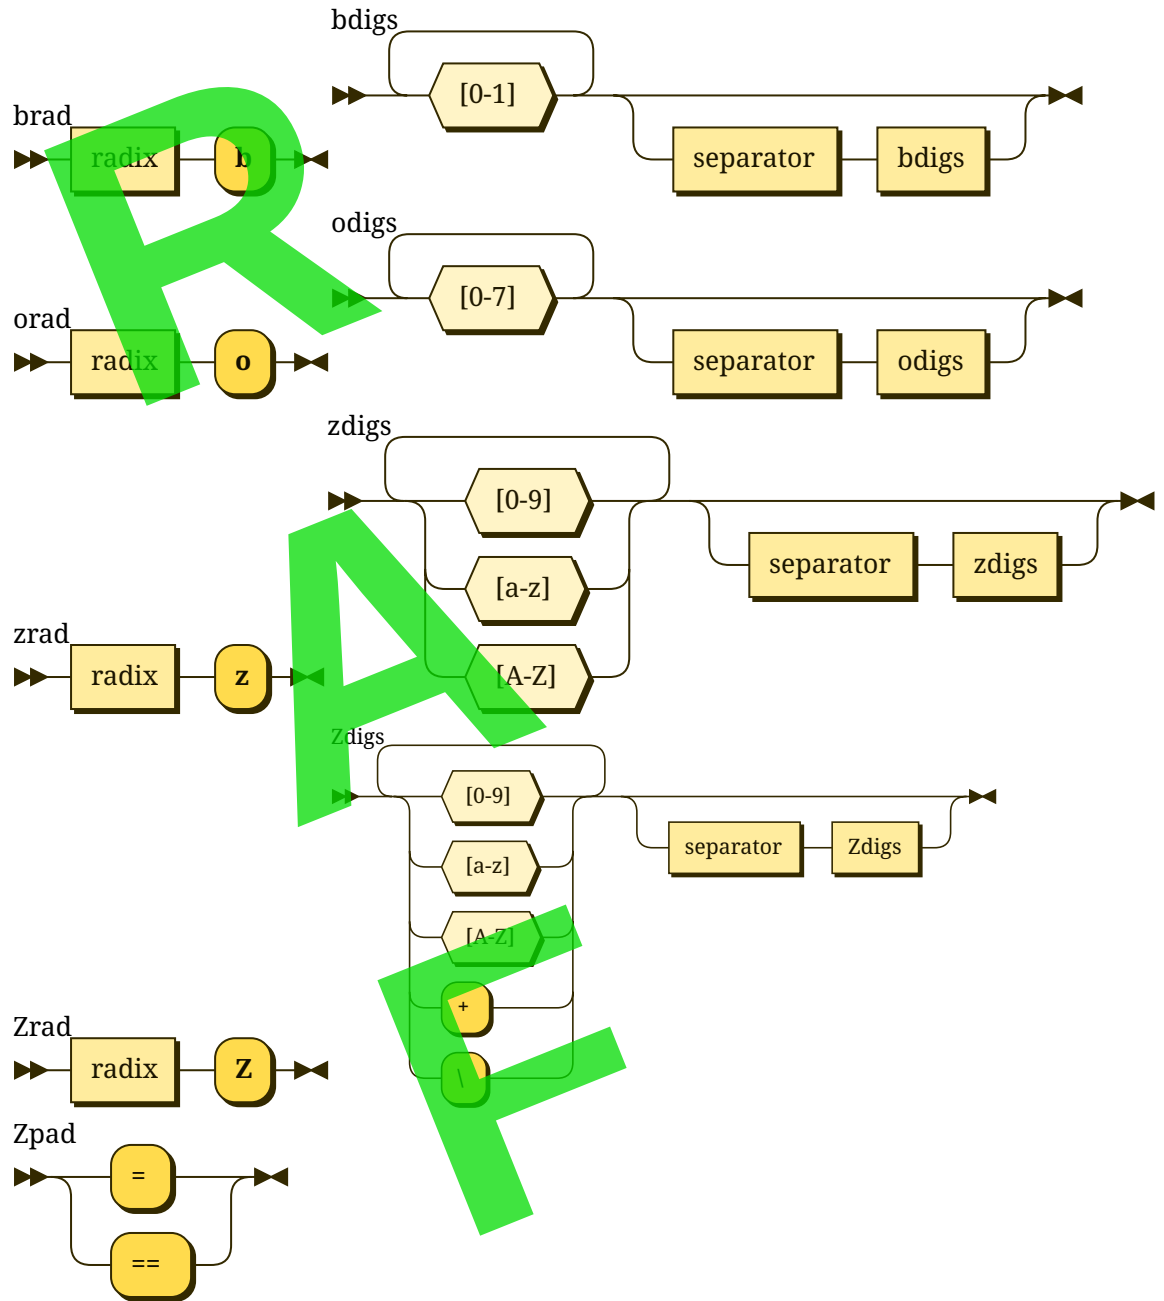 bdigs
[0-1]
brad
radix b
separator bdigs
odigs
[0-7]
orad
radix o
separator odigs
zdigs
[0-9]
separator zdigs
[a-z]
zrad
radix z
[A-Z]
Zdigs
[0-9]
separator Zdigs
[a-z]
[A-Z]
+
Zrad
radix Z
\
Zpad
=
==
RAF